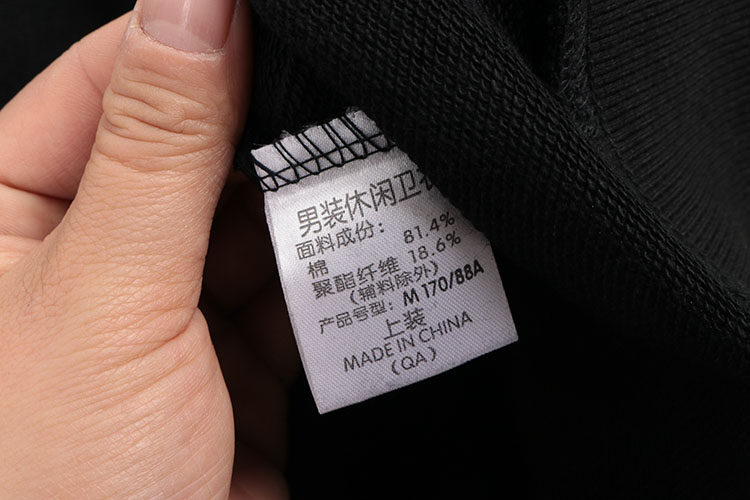 男装休闲卫衣
面料成份:
棉 81.4%
聚酯纤维 18.6%
(辅料除外)
产品号型: M 170/88A
上装
MADE IN CHINA
(QA)